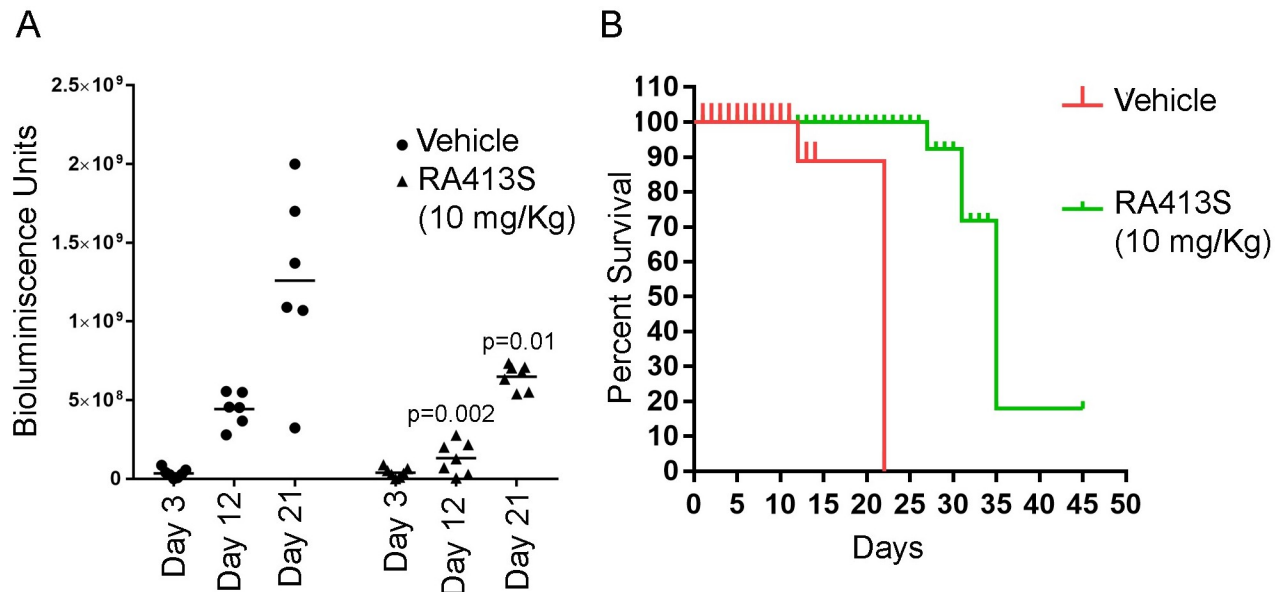 A
2.5×10⁹
2×10⁹
1.5×10⁹
1×10⁹
5×10⁸
0
Bioluminiscence Units
Vehicle
RA413S
(10 mg/Kg)
p=0.002
p=0.01
Day 3
Day 12
Day 21
Day 3
Day 12
Day 21
B
110
100
90
80
70
60
50
40
30
20
10
0
Percent Survival
0 5 10 15 20 25 30 35 40 45 50
Days
Vehicle
RA413S
(10 mg/Kg)